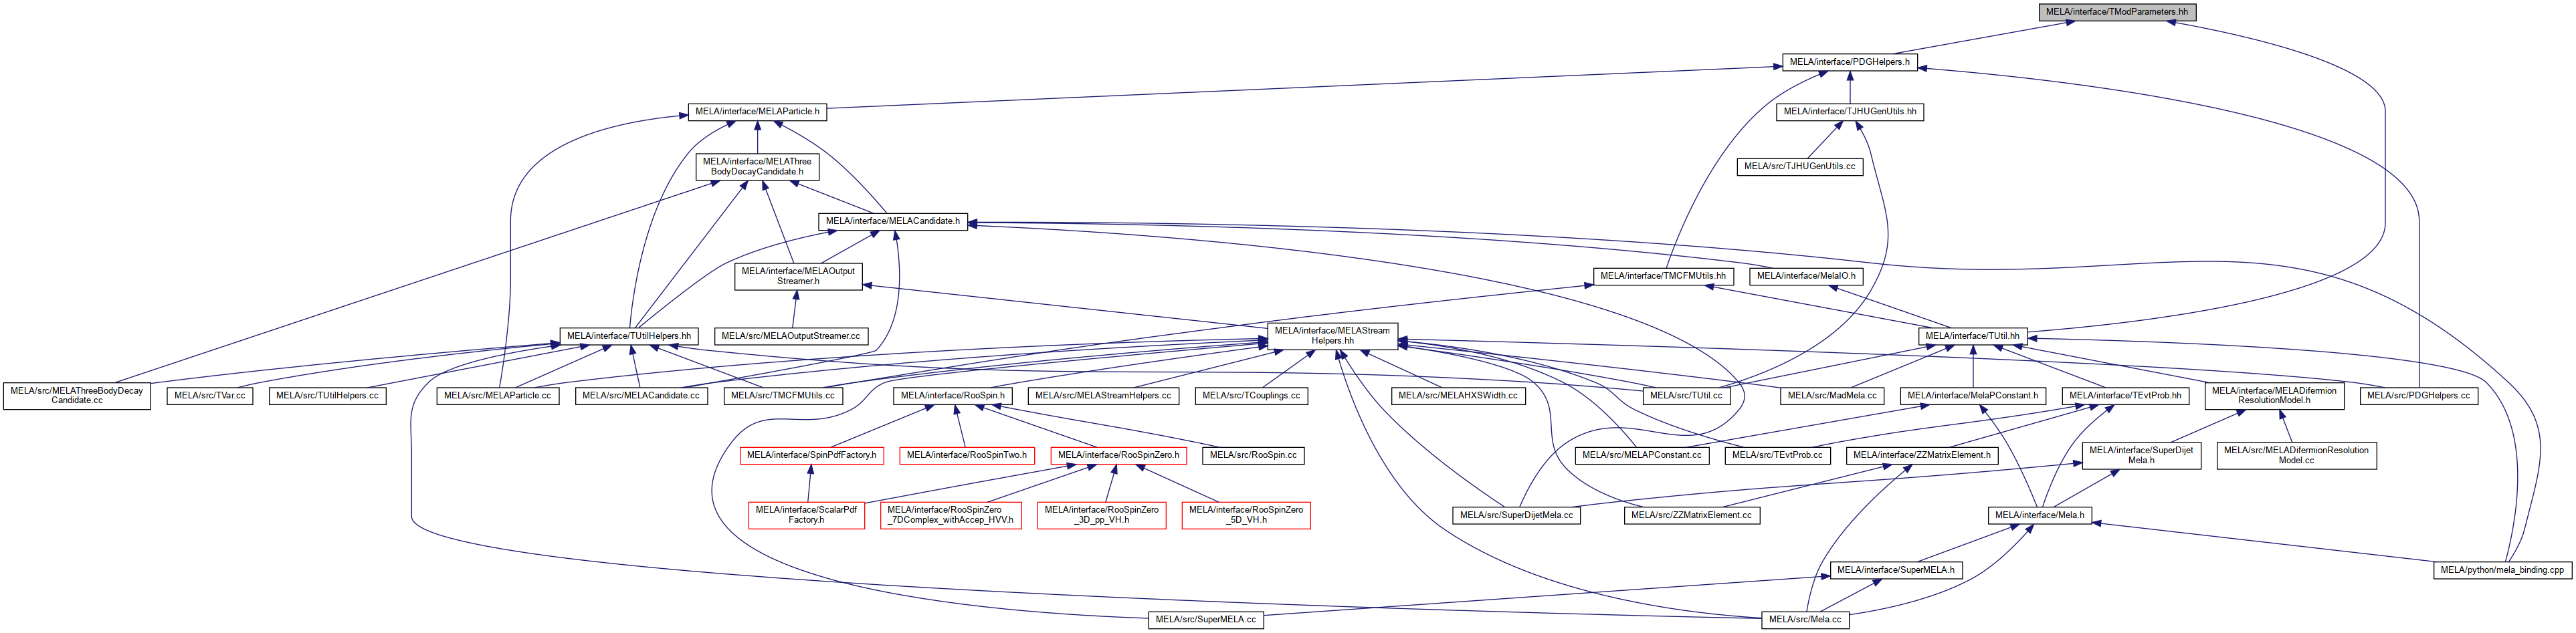 MELA/interface/TModParameters.hh
MELA/interface/PDGHelpers.h
MELA/interface/MELAParticle.h
MELA/interface/TJHUGenUtils.hh
MELA/interface/MELAThree
BodyDecayCandidate.h
MELA/src/TJHUGenUtils.cc
MELA/interface/MELACandidate.h
MELA/interface/MELAOutput
Streamer.h
MELA/interface/TMCFMUtils.hh
MELA/interface/MelaIO.h
MELA/interface/TUtilHelpers.hh
MELA/src/MELAOutputStreamer.cc
MELA/interface/MELAStream
Helpers.hh
MELA/interface/TUtil.hh
MELA/src/MELAThreeBodyDecay
Candidate.cc
MELA/src/TVar.cc
MELA/src/TUtilHelpers.cc
MELA/src/MELAParticle.cc
MELA/src/MELACandidate.cc
MELA/src/TMCFMUtils.cc
MELA/interface/RooSpin.h
MELA/src/MELAStreamHelpers.cc
MELA/src/TCouplings.cc
MELA/src/MELAHXSWidth.cc
MELA/src/TUtil.cc
MELA/src/MadMela.cc
MELA/interface/MelaPConstant.h
MELA/interface/TEvtProb.hh
MELA/interface/MELADifermion
ResolutionModel.h
MELA/src/PDGHelpers.cc
MELA/interface/SpinPdfFactory.h
MELA/interface/RooSpinTwo.h
MELA/interface/RooSpinZero.h
MELA/src/RooSpin.cc
MELA/src/MELAPConstant.cc
MELA/src/TEvtProb.cc
MELA/interface/ZZMatrixElement.h
MELA/interface/SuperDijet
Mela.h
MELA/src/MELADifermionResolution
Model.cc
MELA/interface/ScalarPdf
Factory.h
MELA/interface/RooSpinZero
_7DComplex_withAccep_HVV.h
MELA/interface/RooSpinZero
_3D_pp_VH.h
MELA/interface/RooSpinZero
_5D_VH.h
MELA/src/SuperDijetMela.cc
MELA/src/ZZMatrixElement.cc
MELA/interface/Mela.h
MELA/interface/SuperMELA.h
MELA/python/mela_binding.cpp
MELA/src/SuperMELA.cc
MELA/src/Mela.cc